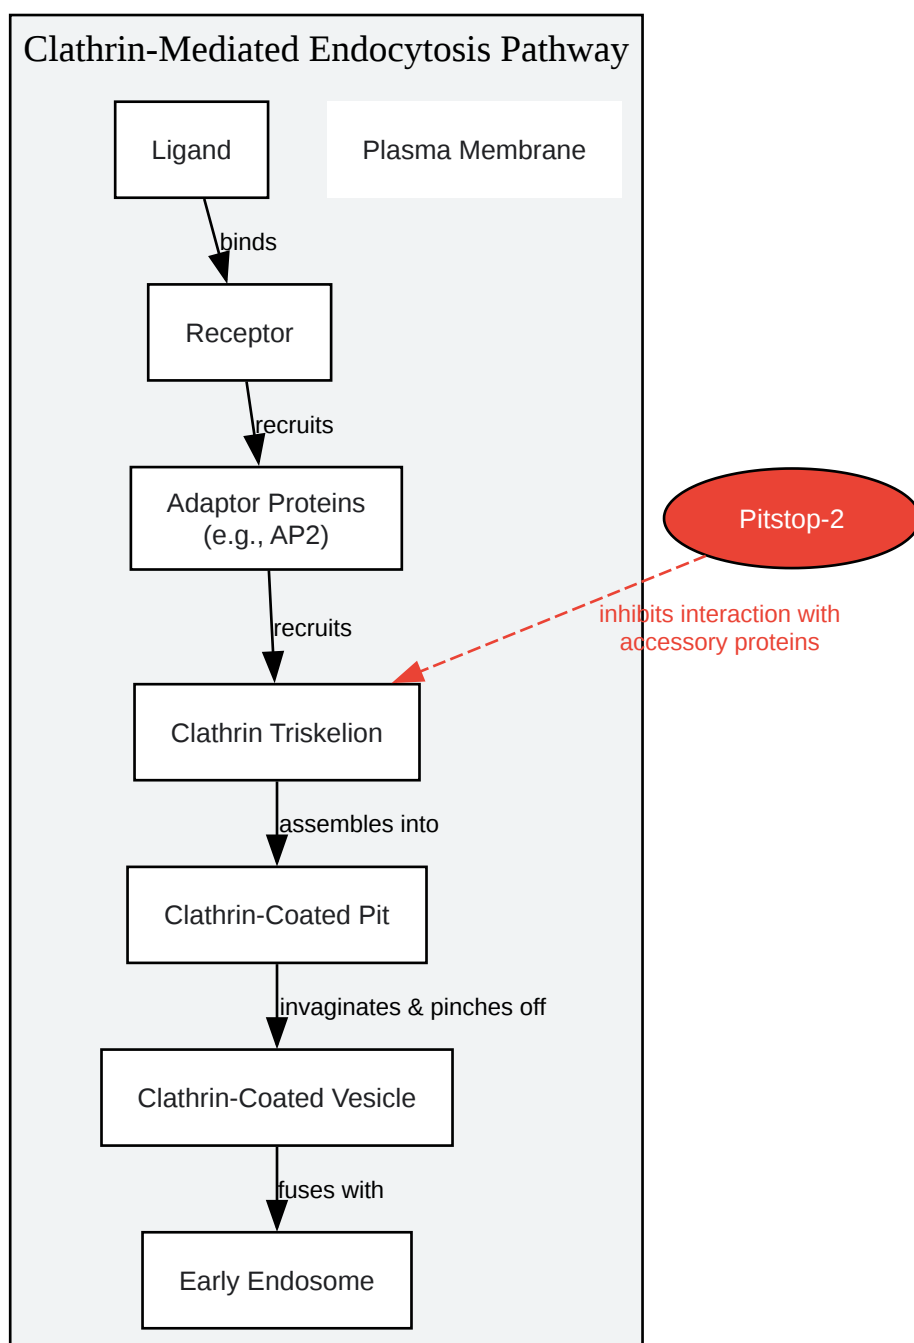 Clathrin-Mediated Endocytosis Pathway
Ligand
Plasma Membrane
binds
Receptor
recruits
Adaptor Proteins
(e.g., AP2)
Pitstop-2
inhibits interaction with
accessory proteins
recruits
Clathrin Triskelion
assembles into
Clathrin-Coated Pit
invaginates & pinches off
Clathrin-Coated Vesicle
fuses with
Early Endosome